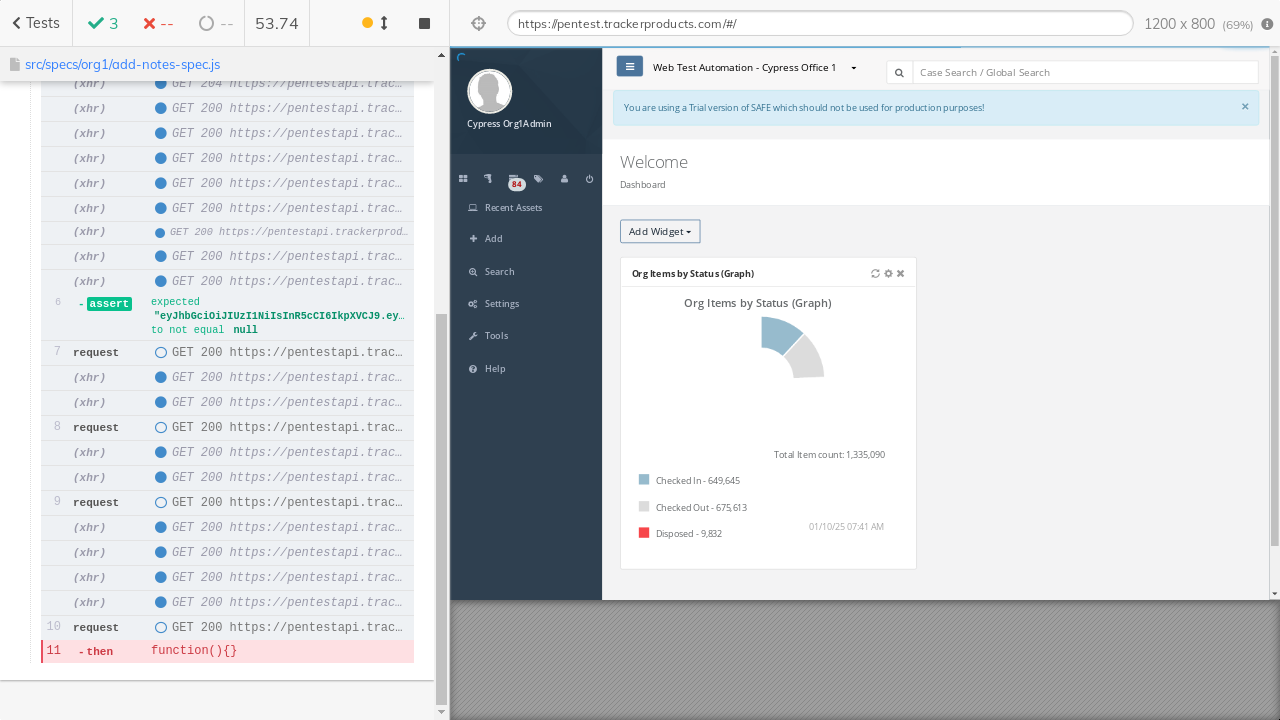 Tests
3
--
--
53.74
https://pentest.trackerproducts.com/#/
1200 x 800 (69%)
src/specs/org1/add-notes-spec.js
(xhr) GET 200 https://pentestapi.trac…
(xhr) GET 200 https://pentestapi.trac…
(xhr) GET 200 https://pentestapi.trac…
(xhr) GET 200 https://pentestapi.trac…
(xhr) GET 200 https://pentestapi.trac…
(xhr) GET 200 https://pentestapi.trac…
(xhr) GET 200 https://pentestapi.trackerprod…
(xhr) GET 200 https://pentestapi.trac…
(xhr) GET 200 https://pentestapi.trac…
6 -assert expected
"eyJhbGciOiJIUzI1NiIsInR5cCI6IkpXVCJ9.ey…
to not equal null
7 request GET 200 https://pentestapi.trac…
(xhr) GET 200 https://pentestapi.trac…
(xhr) GET 200 https://pentestapi.trac…
8 request GET 200 https://pentestapi.trac…
(xhr) GET 200 https://pentestapi.trac…
(xhr) GET 200 https://pentestapi.trac…
9 request GET 200 https://pentestapi.trac…
(xhr) GET 200 https://pentestapi.trac…
(xhr) GET 200 https://pentestapi.trac…
(xhr) GET 200 https://pentestapi.trac…
(xhr) GET 200 https://pentestapi.trac…
10 request GET 200 https://pentestapi.trac…
11 -then function(){}
Cypress Org1Admin
84
Recent Assets
Add
Search
Settings
Tools
Help
Web Test Automation - Cypress Office 1
Case Search / Global Search
You are using a Trial version of SAFE which should not be used for production purposes!
×
Welcome
Dashboard
Add Widget
Org Items by Status (Graph)
Org Items by Status (Graph)
Total Item count: 1,335,090
Checked In - 649,645
Checked Out - 675,613
01/10/25 07:41 AM
Disposed - 9,832